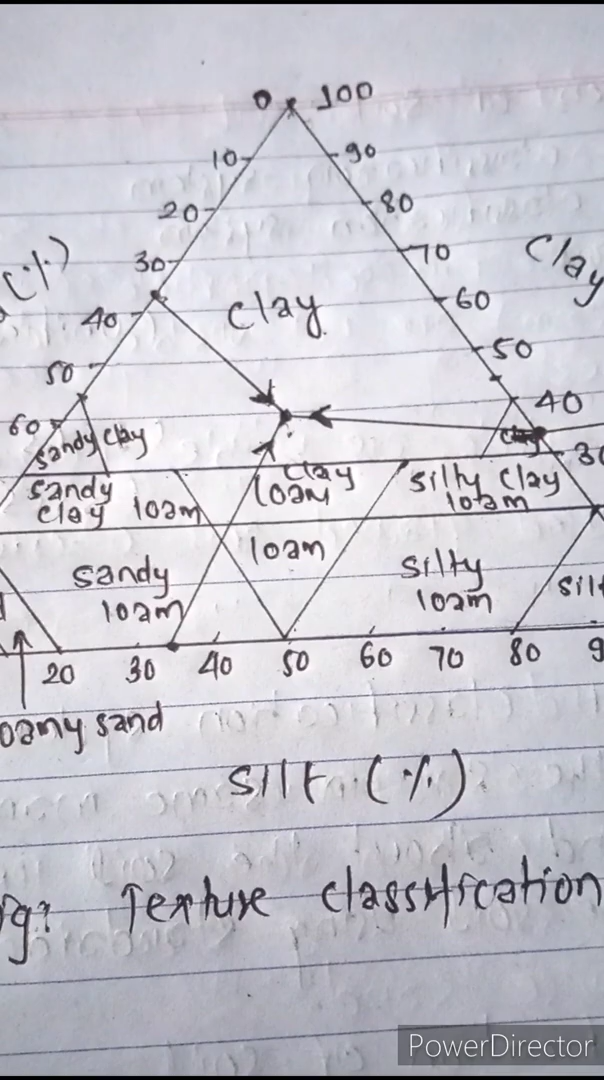 0 100
10 90
20 80
(%) 30 70 Clay
40 clay 60
50 50
60 sandy clay 40
30
sandy clay loam
clay loam
silty clay loam
loam
sandy loam
silty loam
20 30 40 50 60 70 80
sand
silt (%)
Texture classification
PowerDirector